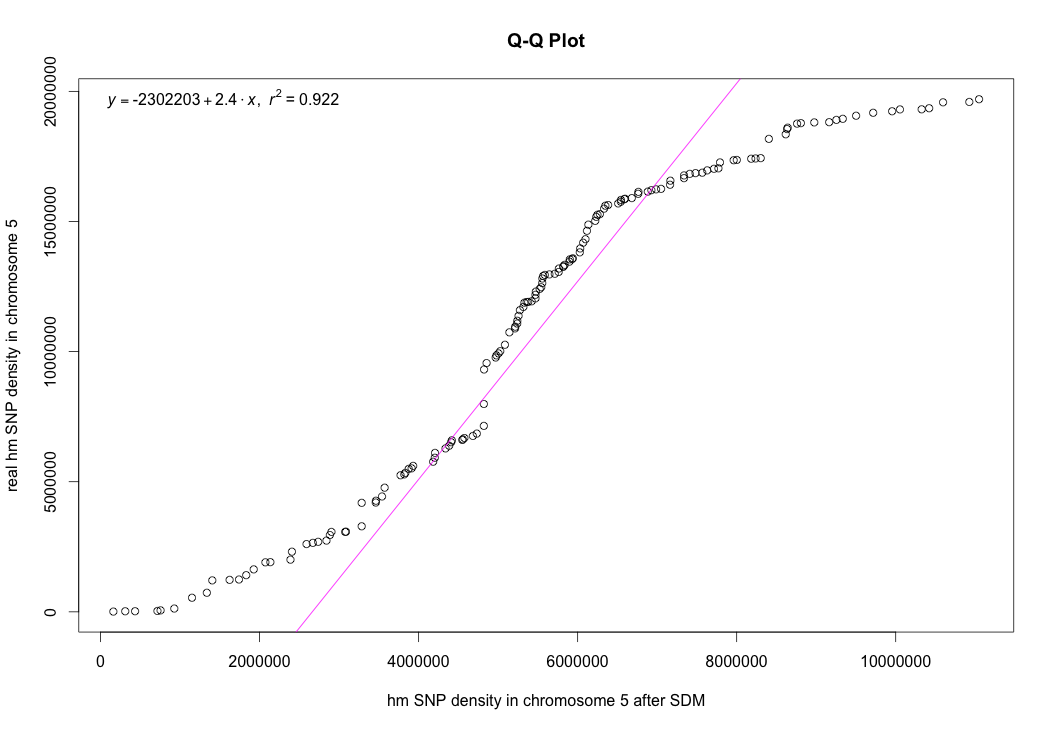 Q-Q Plot
y = -2302203 + 2.4 · x, r² = 0.922
real hm SNP density in chromosome 5
20000000
15000000
10000000
5000000
0
0 2000000 4000000 6000000 8000000 10000000
hm SNP density in chromosome 5 after SDM